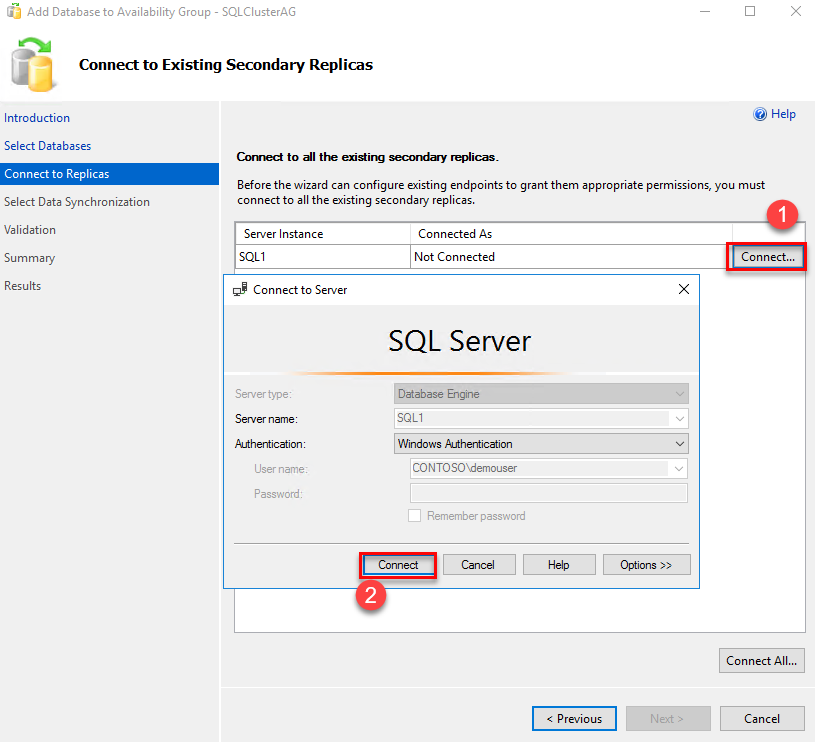 Add Database to Availability Group - SQLClusterAG
Connect to Existing Secondary Replicas
Introduction
Select Databases
Connect to Replicas
Select Data Synchronization
Validation
Summary
Results
Help
Connect to all the existing secondary replicas.
Before the wizard can configure existing endpoints to grant them appropriate permissions, you must
connect to all the existing secondary replicas.
1
Server Instance Connected As
SQL1 Not Connected Connect...
Connect to Server
SQL Server
Server type: Database Engine
Server name: SQL1
Authentication: Windows Authentication
User name: CONTOSO\demouser
Password:
Remember password
Connect Cancel Help Options >>
2
Connect All...
< Previous Next > Cancel